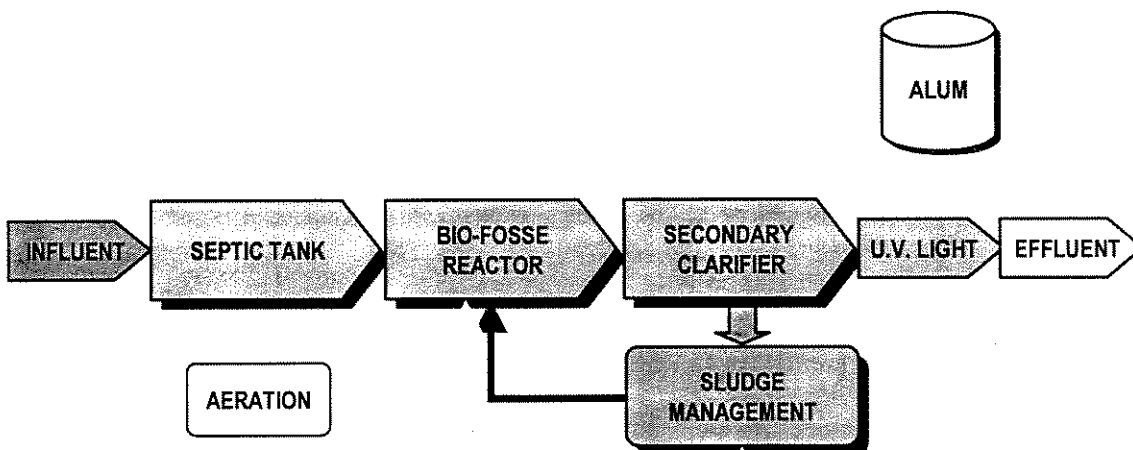 ALUM
INFLUENT
SEPTIC TANK
BIO-FOSSE
REACTOR
SECONDARY
CLARIFIER
U.V. LIGHT
EFFLUENT
AERATION
SLUDGE
MANAGEMENT